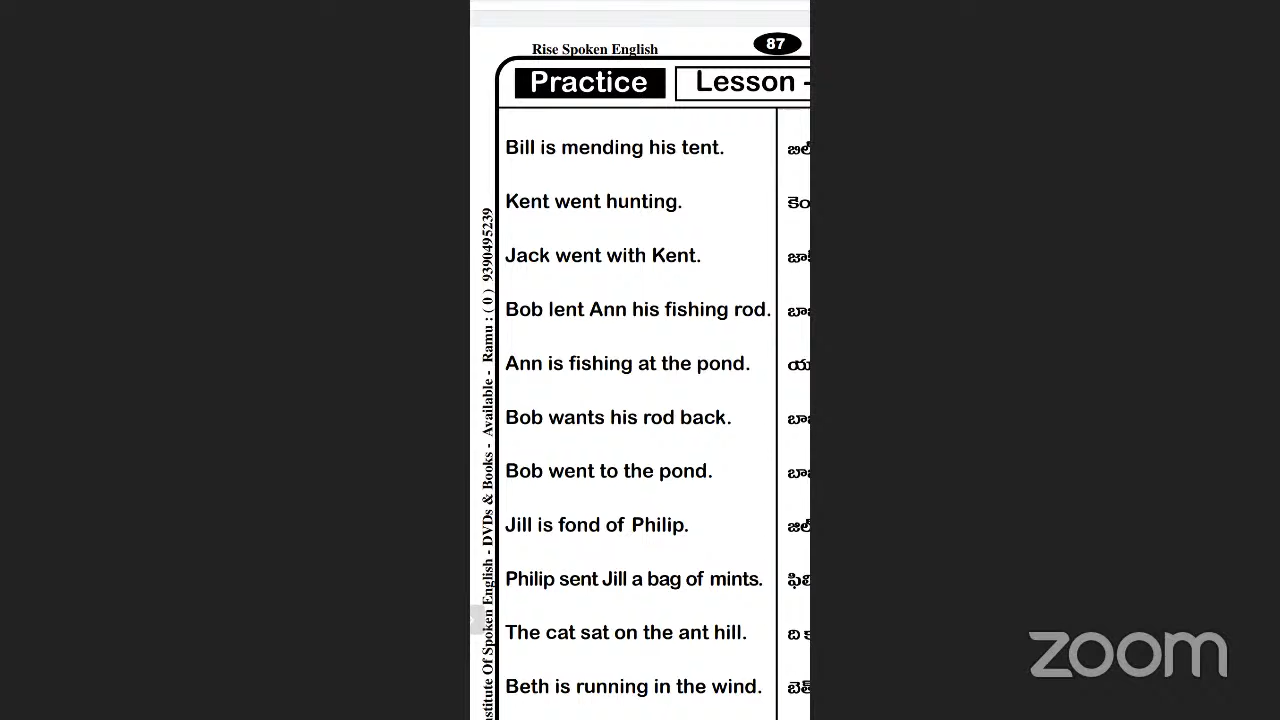 Rise Spoken English
87
Practice
Lesson -
Bill is mending his tent.
Kent went hunting.
Jack went with Kent.
Bob lent Ann his fishing rod.
Ann is fishing at the pond.
Bob wants his rod back.
Bob went to the pond.
Jill is fond of Philip.
Philip sent Jill a bag of mints.
The cat sat on the ant hill.
Beth is running in the wind.
Of Spoken English - DVDs & Books - Available - Ramu : ( 0 ) 9390495239
zoom